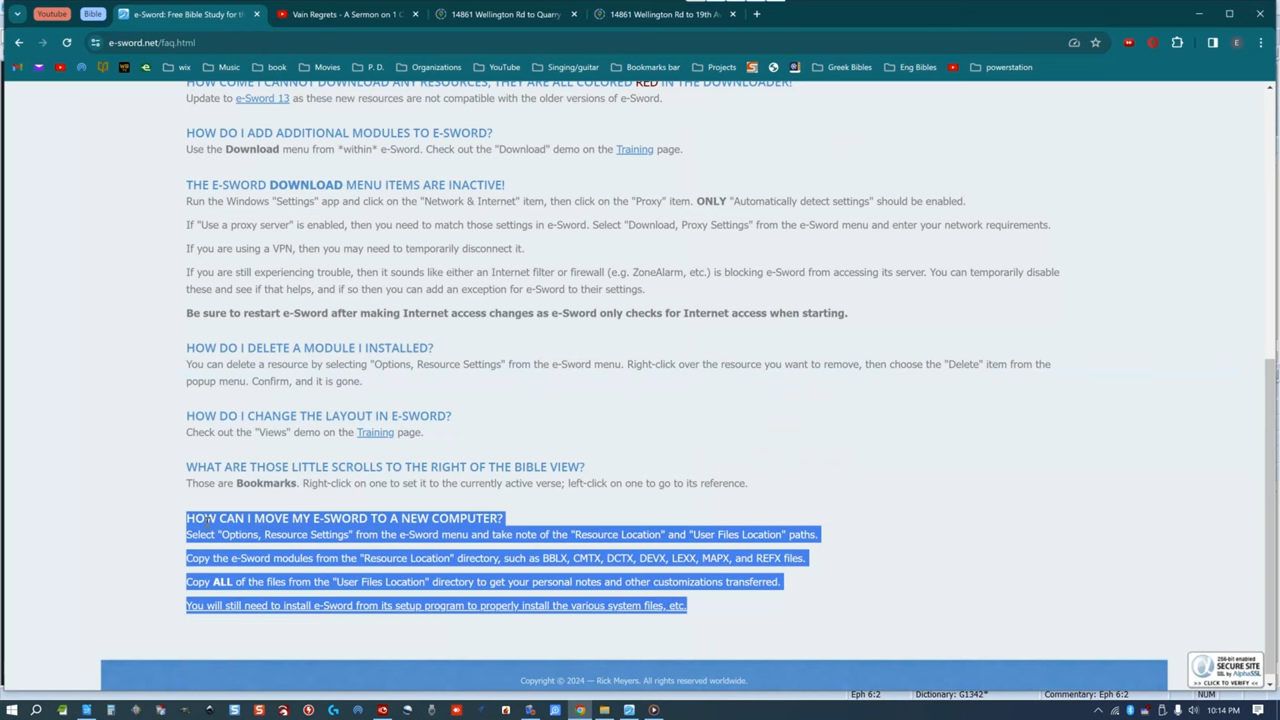 Youtube
Bible
e-Sword: Free Bible Study for th
Vain Regrets - A Sermon on 1 C
14861 Wellington Rd to Quarry
14861 Wellington Rd to 19th Av
e-sword.net/faq.html
wix
Music
book
Movies
P. D.
Organizations
YouTube
Singing/guitar
Bookmarks bar
Projects
Greek Bibles
Eng Bibles
powerstation
HOW COME I CANNOT DOWNLOAD ANY RESOURCES, THEY ARE ALL COLORED RED IN THE DOWNLOADER!
Update to e-Sword 13 as these new resources are not compatible with the older versions of e-Sword.
HOW DO I ADD ADDITIONAL MODULES TO E-SWORD?
Use the Download menu from *within* e-Sword. Check out the "Download" demo on the Training page.
THE E-SWORD DOWNLOAD MENU ITEMS ARE INACTIVE!
Run the Windows "Settings" app and click on the "Network & Internet" item, then click on the "Proxy" item. ONLY "Automatically detect settings" should be enabled.
If "Use a proxy server" is enabled, then you need to match those settings in e-Sword. Select "Download, Proxy Settings" from the e-Sword menu and enter your network requirements.
If you are using a VPN, then you may need to temporarily disconnect it.
If you are still experiencing trouble, then it sounds like either an Internet filter or firewall (e.g. ZoneAlarm, etc.) is blocking e-Sword from accessing its server. You can temporarily disable
these and see if that helps, and if so then you can add an exception for e-Sword to their settings.
Be sure to restart e-Sword after making Internet access changes as e-Sword only checks for Internet access when starting.
HOW DO I DELETE A MODULE I INSTALLED?
You can delete a resource by selecting "Options, Resource Settings" from the e-Sword menu. Right-click over the resource you want to remove, then choose the "Delete" item from the
popup menu. Confirm, and it is gone.
HOW DO I CHANGE THE LAYOUT IN E-SWORD?
Check out the "Views" demo on the Training page.
WHAT ARE THOSE LITTLE SCROLLS TO THE RIGHT OF THE BIBLE VIEW?
Those are Bookmarks. Right-click on one to set it to the currently active verse; left-click on one to go to its reference.
HOW CAN I MOVE MY E-SWORD TO A NEW COMPUTER?
Select "Options, Resource Settings" from the e-Sword menu and take note of the "Resource Location" and "User Files Location" paths.
Copy the e-Sword modules from the "Resource Location" directory, such as BBLX, CMTX, DCTX, DEVX, LEXX, MAPX, and REFX files.
Copy ALL of the files from the "User Files Location" directory to get your personal notes and other customizations transferred.
You will still need to install e-Sword from its setup program to properly install the various system files, etc.
256-bit enabled
SECURE SITE
SSL by AlphaSSL
>> CLICK TO VERIFY <<
Copyright © 2024 — Rick Meyers. All rights reserved worldwide.
Eph 6:2
Dictionary: G1342*
Commentary: Eph 6:2
NUM
10:14 PM